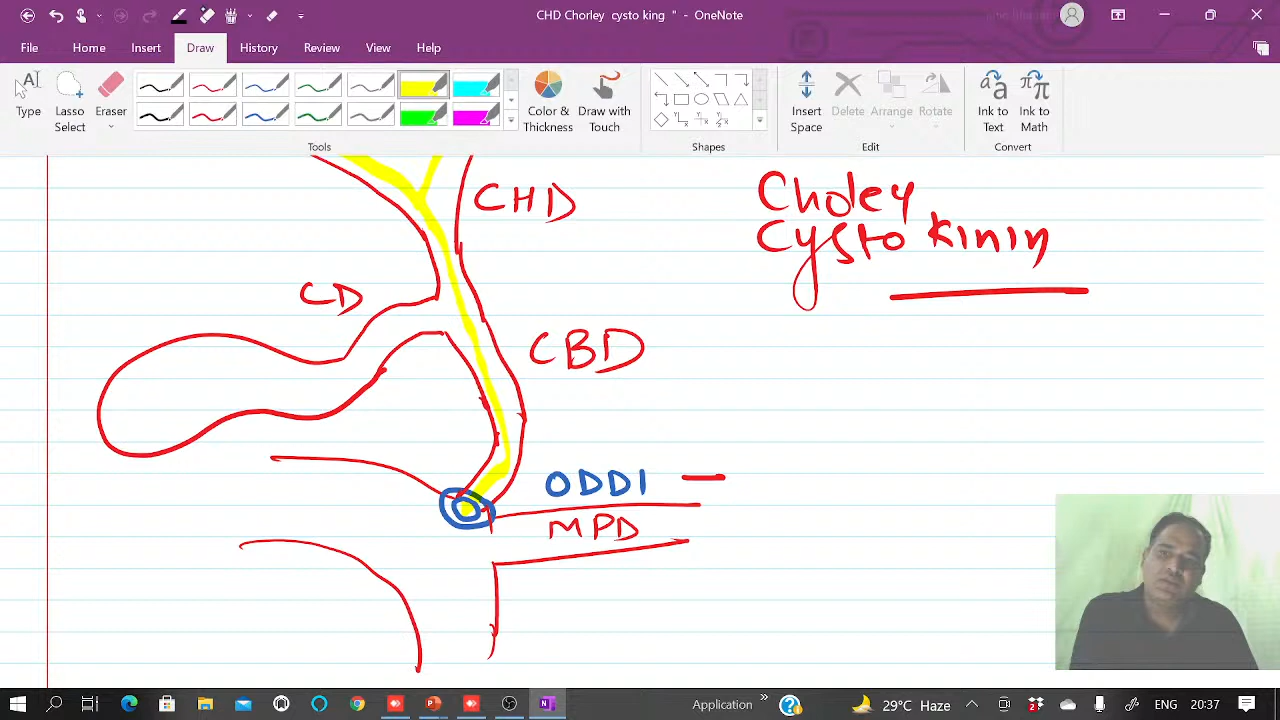 CHD Chorley cysto king " - OneNote
File Home Insert Draw History Review View Help
Type
Lasso Select
Eraser
Color & Thickness
Draw with Touch
Insert Space
Delete
Arrange
Rotate
Ink to Text
Ink to Math
Tools Shapes Edit Convert
CHD
Choley
Cysto kinin
CD
CBD
ODDI
MPD
Application
29°C Haze
ENG 20:37